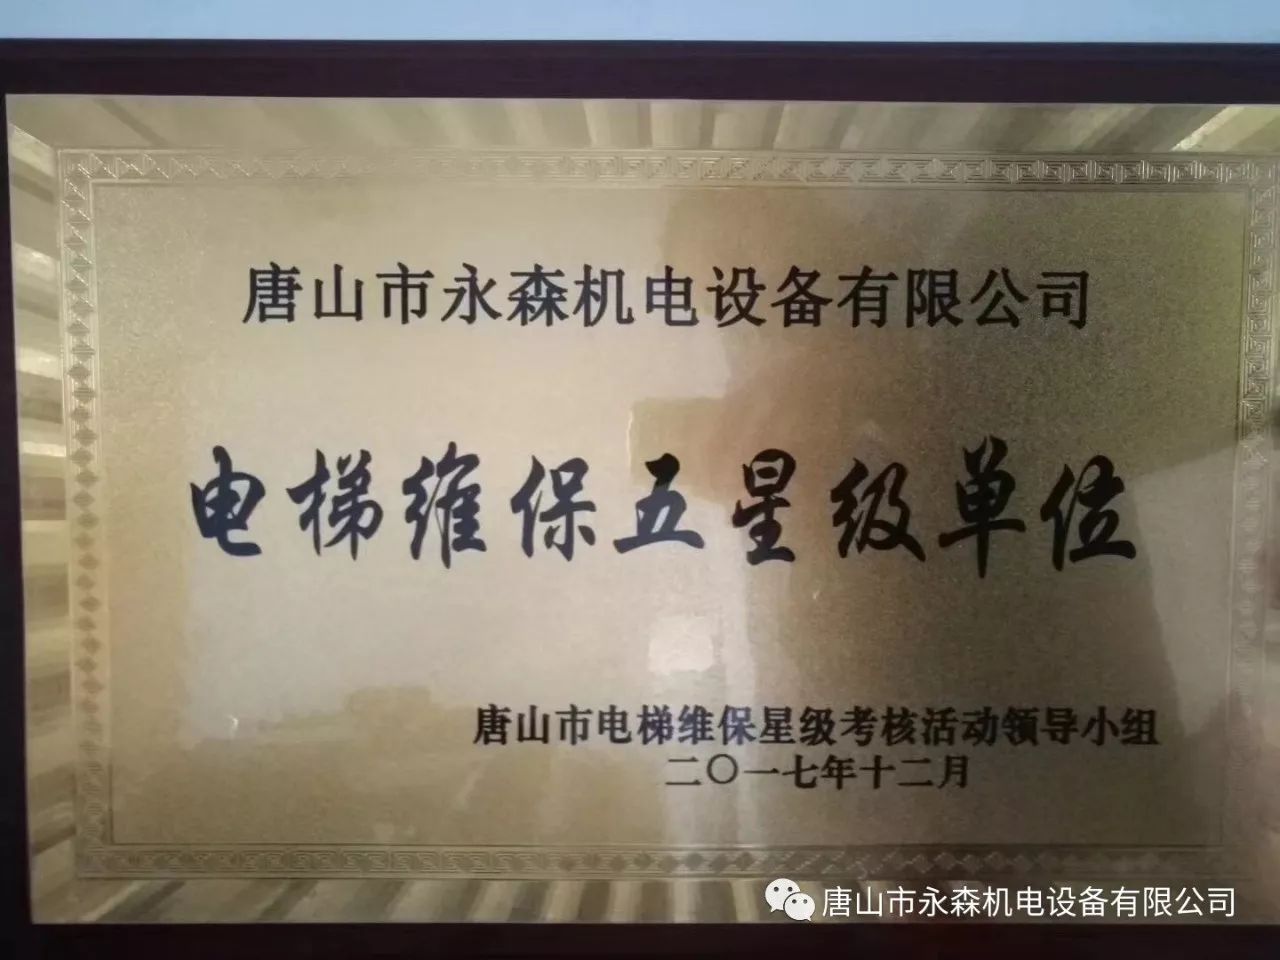 唐山市永森机电设备有限公司
电梯维保五星级单位
唐山市电梯维保星级考核活动领导小组
二〇一七年十二月
唐山市永森机电设备有限公司